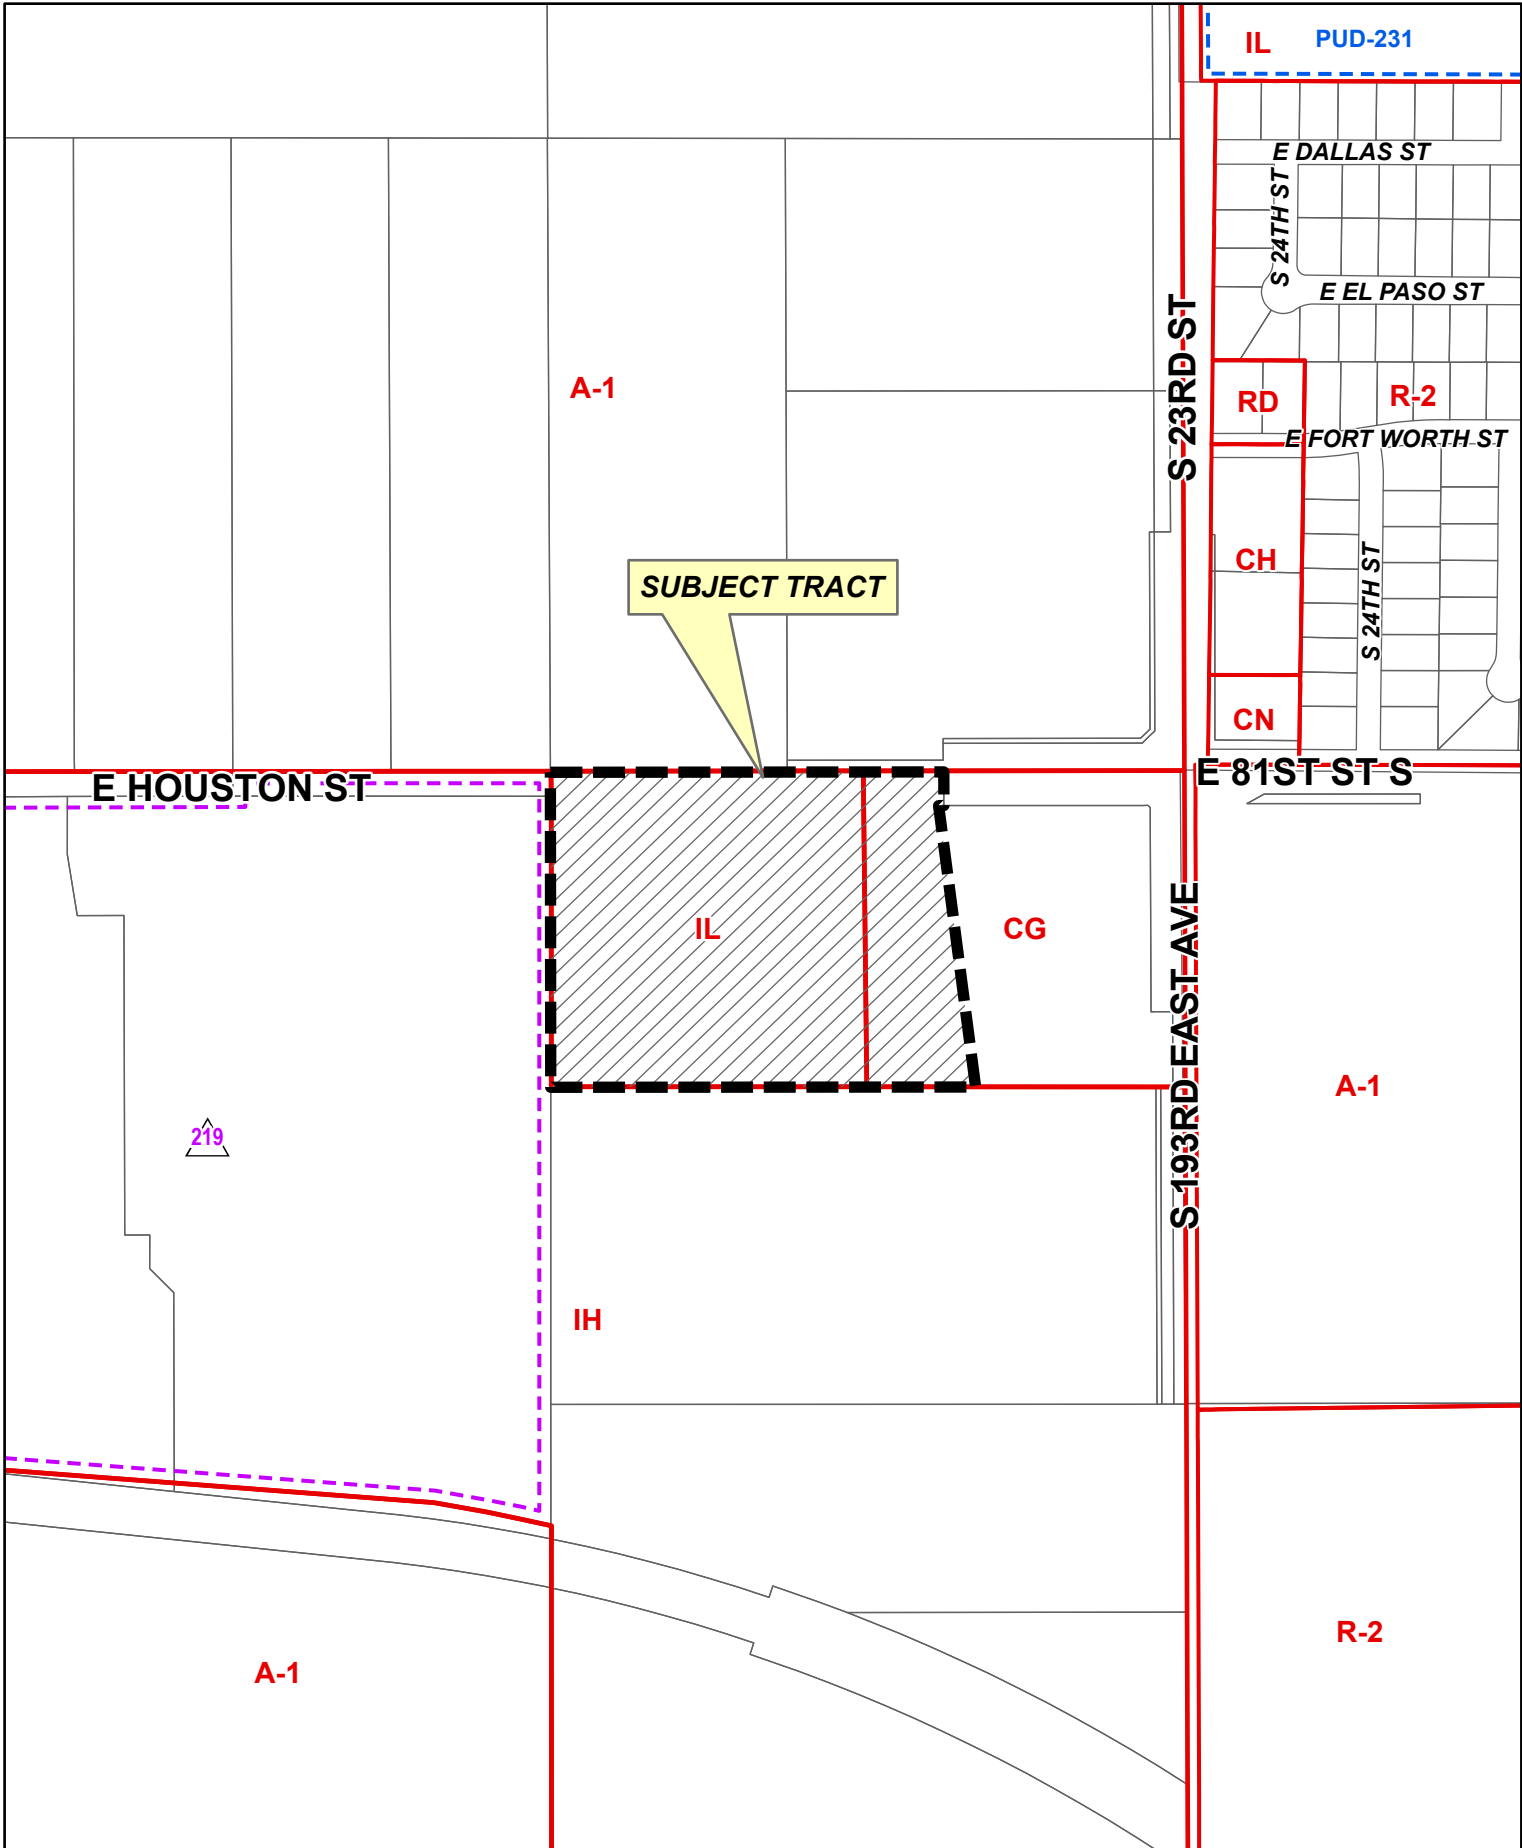 IL PUD-231
E DALLAS ST
S 24TH ST
E EL PASO ST
S 23RD ST
A-1
RD
R-2
E FORT WORTH ST
CH
SUBJECT TRACT
S 24TH ST
CN
E HOUSTON ST
E 81ST ST S
IL
CG
S 193RD EAST AVE
A-1
219
IH
R-2
A-1